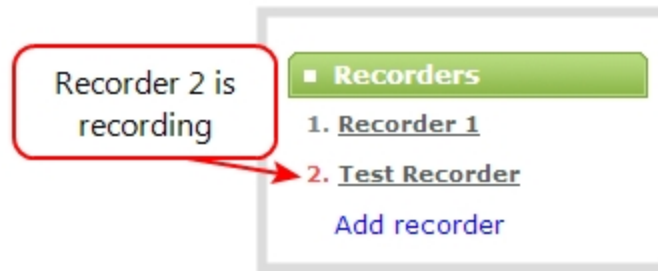 Recorder 2 is
recording
Recorders
1. Recorder 1
2. Test Recorder
Add recorder